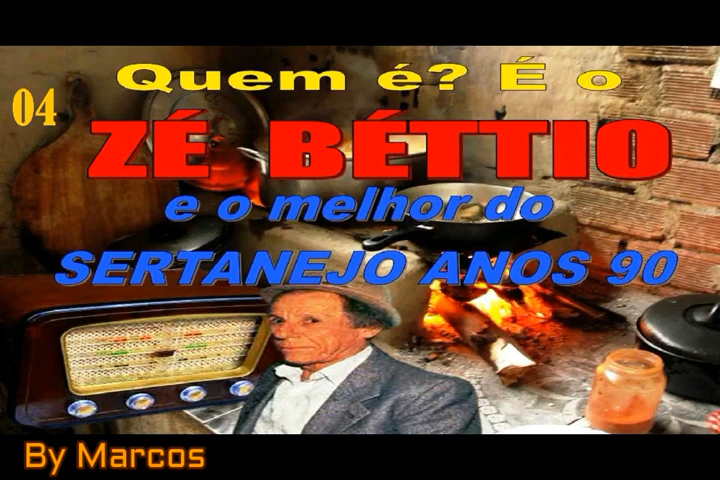 Quem é? É o
04
ZÉ BÉTTIO
e o melhor do
SERTANEJO ANOS 90
By Marcos